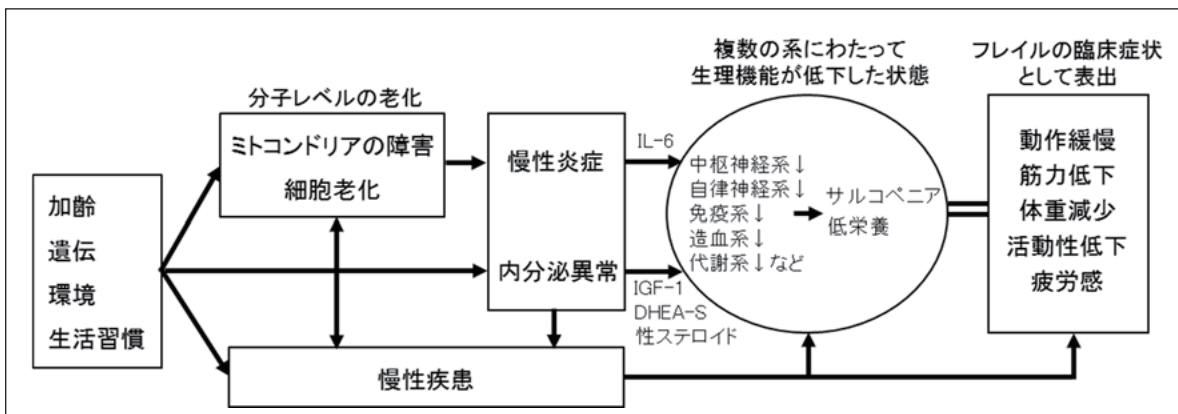 加齢
遺伝
環境
生活習慣
分子レベルの老化
ミトコンドリアの障害
細胞老化
慢性炎症
内分泌異常
慢性疾患
IL-6
IGF-1
DHEA-S
性ステロイド
複数の系にわたって
生理機能が低下した状態
中枢神経系↓
自律神経系↓
免疫系↓
造血系↓
代謝系↓など
サルコペニア
低栄養
フレイルの臨床症状
として表出
動作緩慢
筋力低下
体重減少
活動性低下
疲労感